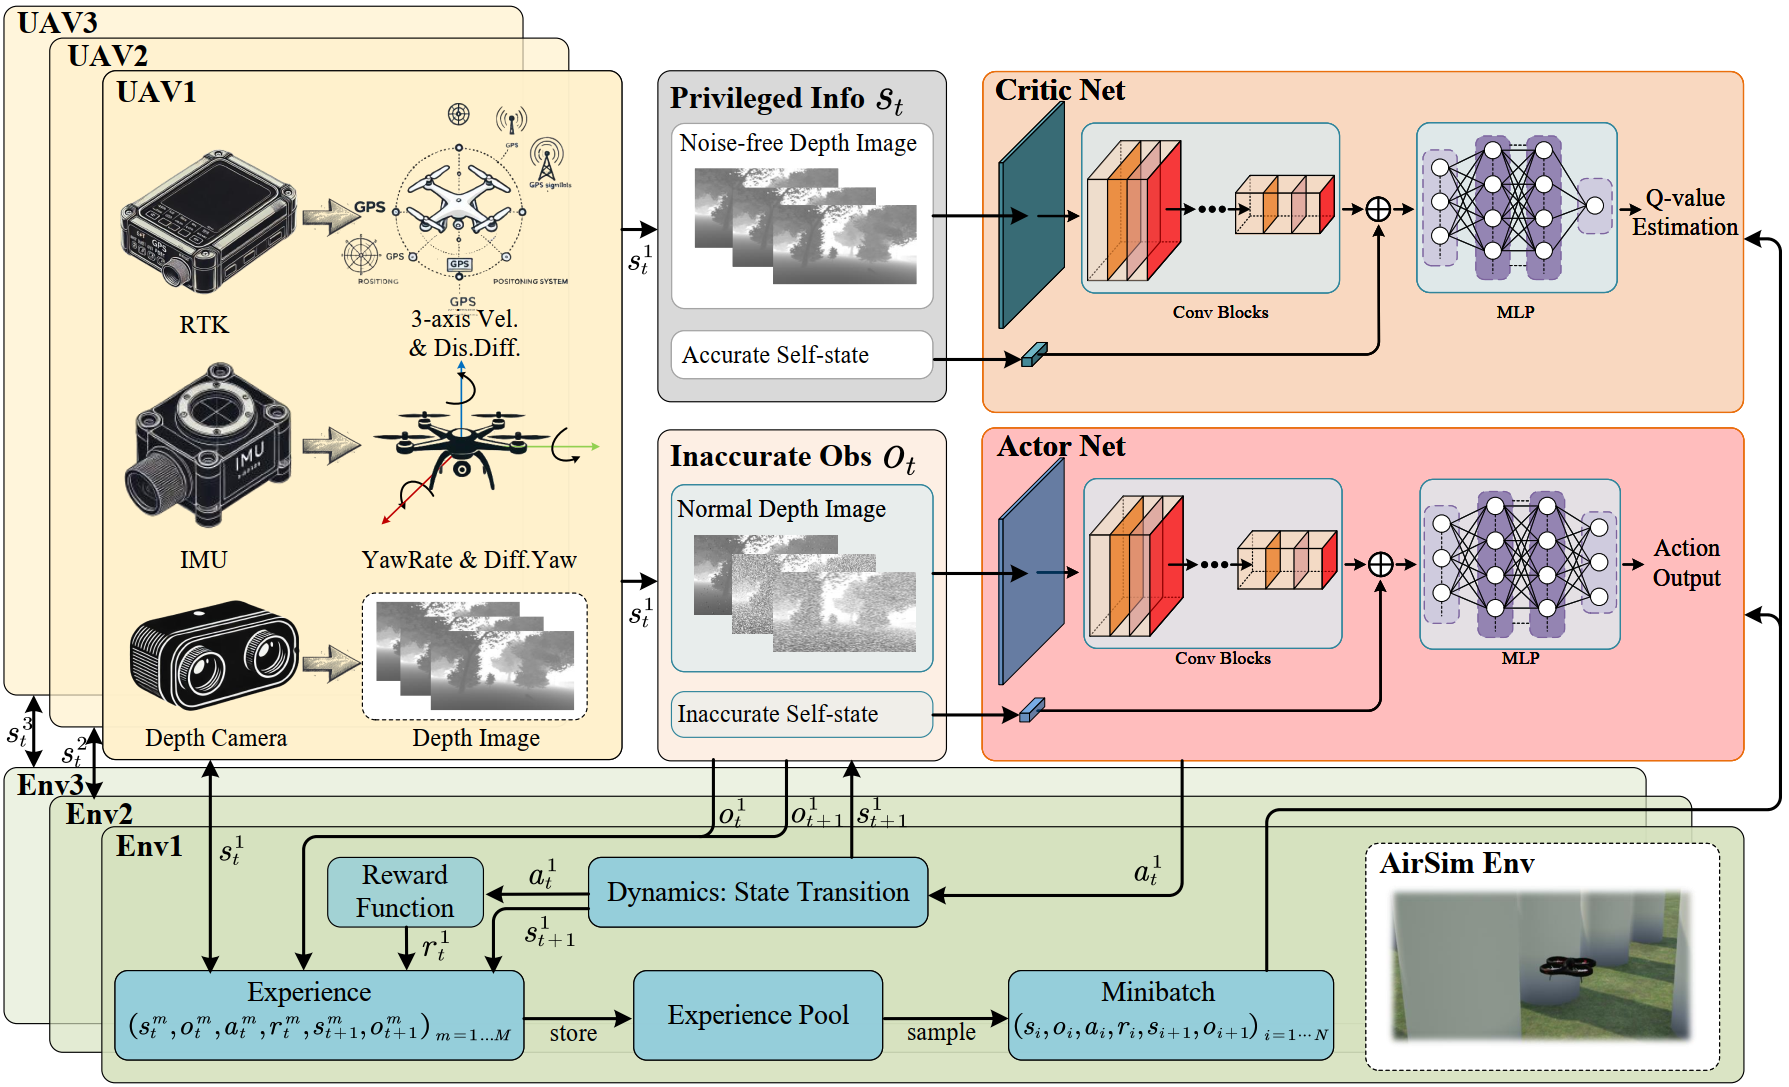 UAV3
UAV2
UAV1
GPS
GPS signlnls
GPS
GPS
GPS
POSITONING SYSTEM
GPS
RTK
3-axis Vel.
& Dis.Diff.
IMU
IMU
YawRate & Diff.Yaw
Depth Camera
Depth Image
s_t^1
s_t^1
s_t^3
s_t^2
Privileged Info s_t
Noise-free Depth Image
Accurate Self-state
Inaccurate Obs o_t
Normal Depth Image
Inaccurate Self-state
Critic Net
Conv Blocks
MLP
Q-value
Estimation
Actor Net
Conv Blocks
MLP
Action
Output
Env3
Env2
Env1
s_t^1
o_t^1
o_{t+1}^1
s_{t+1}^1
a_t^1
Reward
Function
a_t^1
Dynamics: State Transition
s_{t+1}^1
r_t^1
Experience
(s_t^m, o_t^m, a_t^m, r_t^m, s_{t+1}^m, o_{t+1}^m)_{m=1...M}
store
Experience Pool
sample
Minibatch
(s_i, o_i, a_i, r_i, s_{i+1}, o_{i+1})_{i=1···N}
AirSim Env